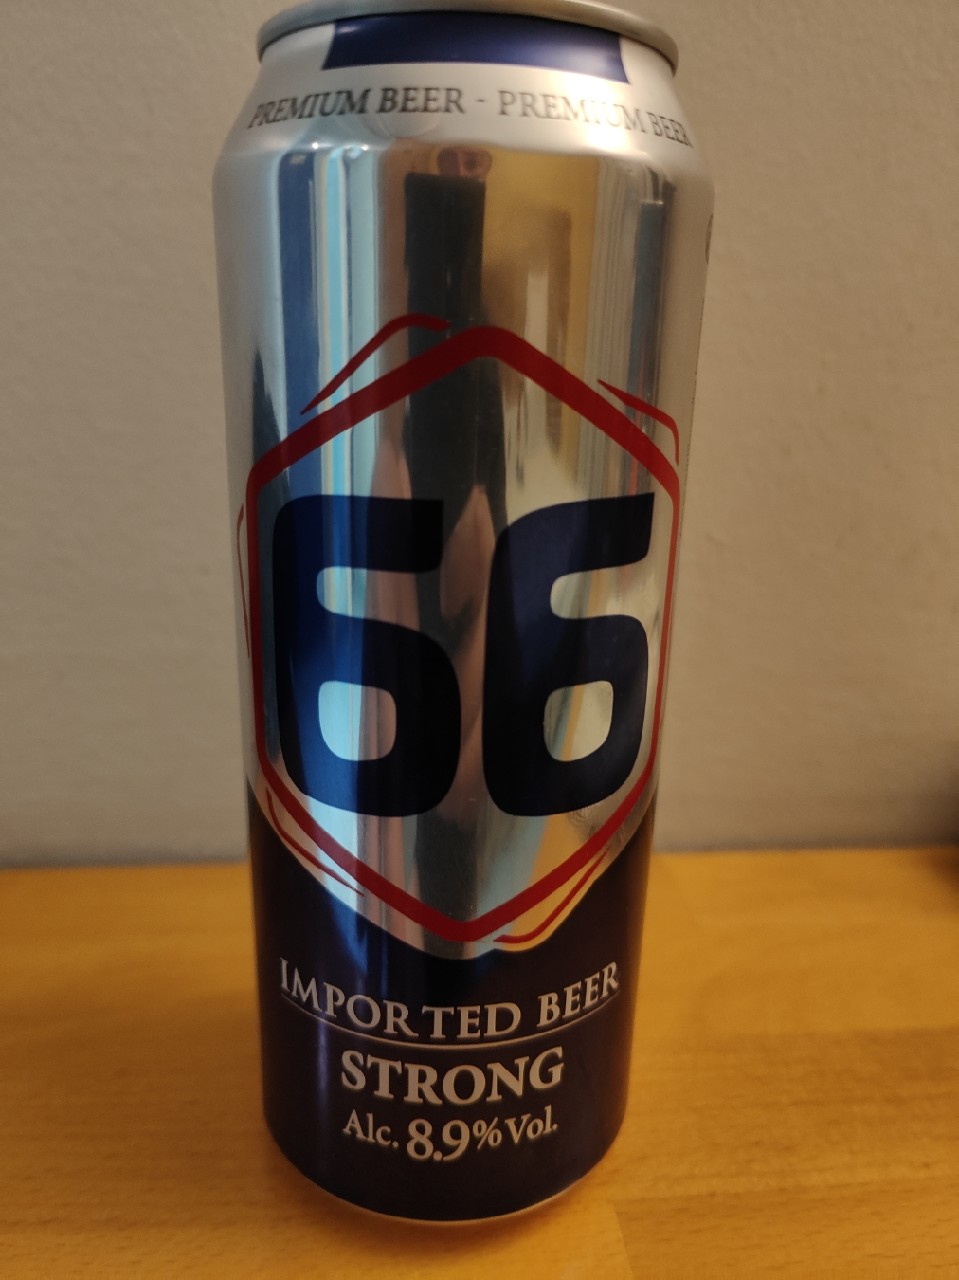 PREMIUM BEER - PREMIUM BEER
66
IMPORTED BEER
STRONG
Alc. 8.9% Vol.